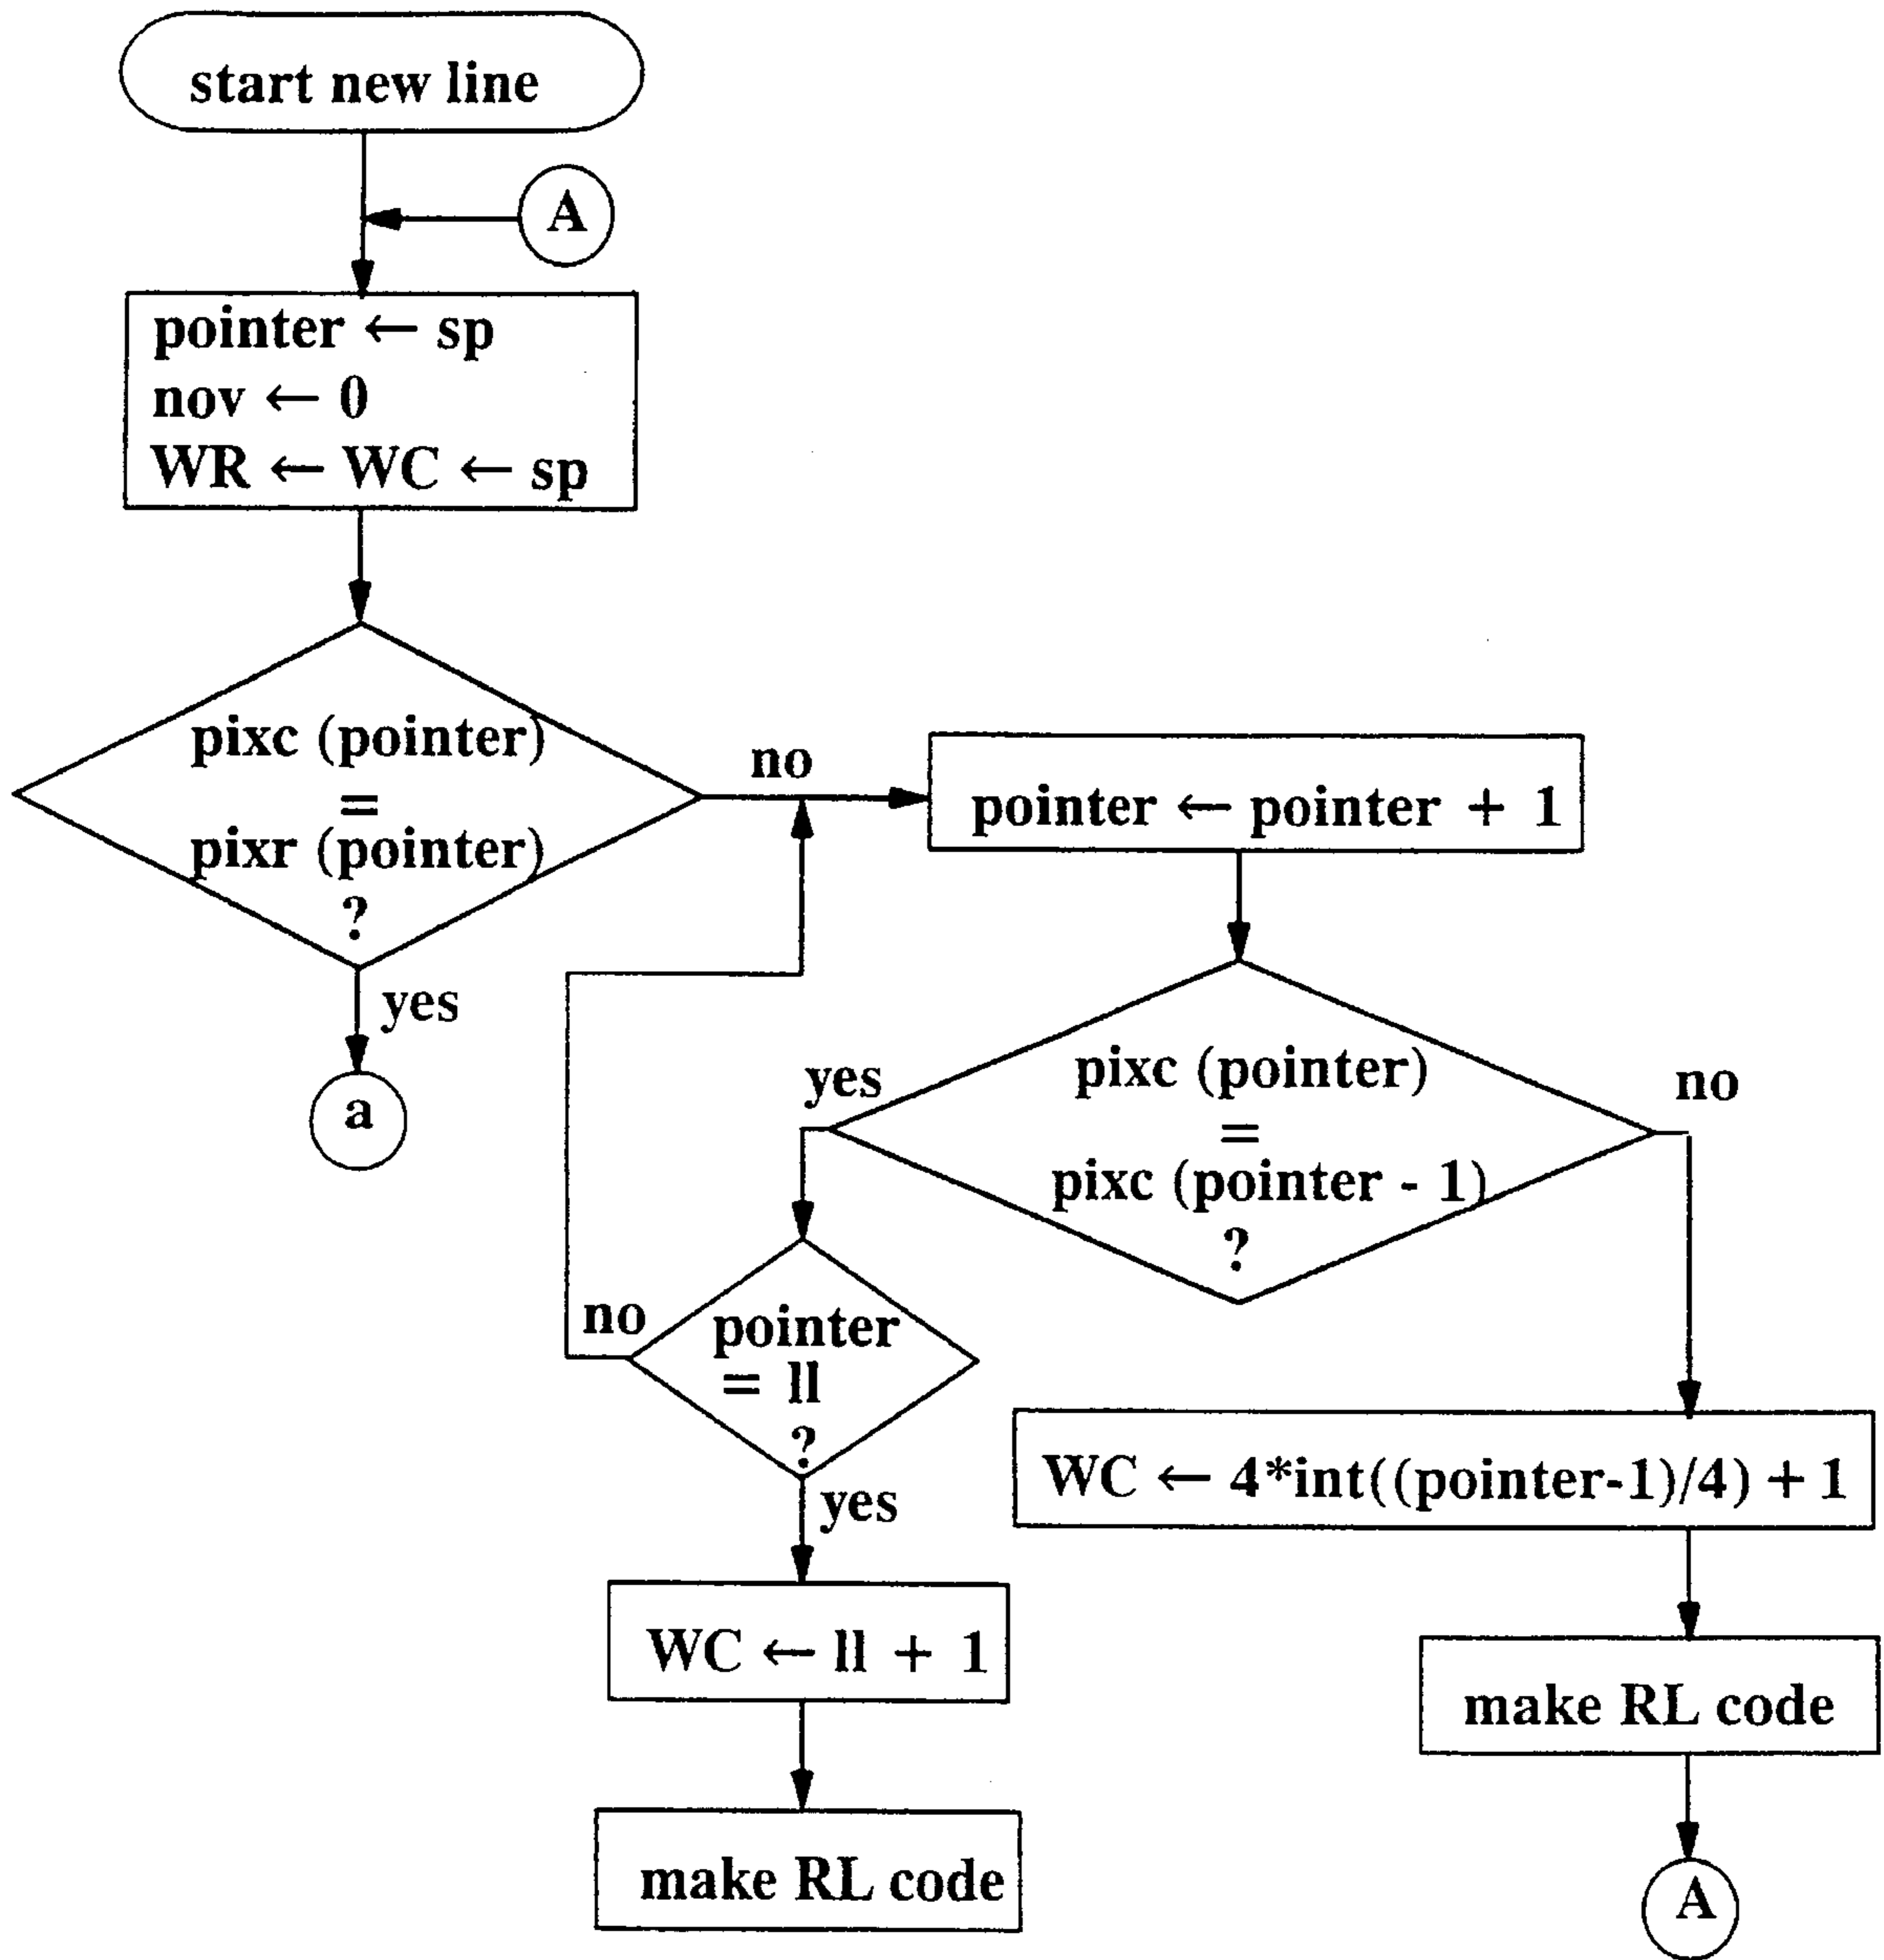 start new line
A
pointer ← sp
nov ← 0
WR ← WC ← sp
pixc (pointer)
=
pixr (pointer)
?
no
yes
a
pointer ← pointer + 1
pixc (pointer)
=
pixc (pointer - 1)
?
yes
no
pointer
= ll
?
no
yes
WC ← ll + 1
make RL code
WC ← 4*int((pointer-1)/4) + 1
make RL code
A